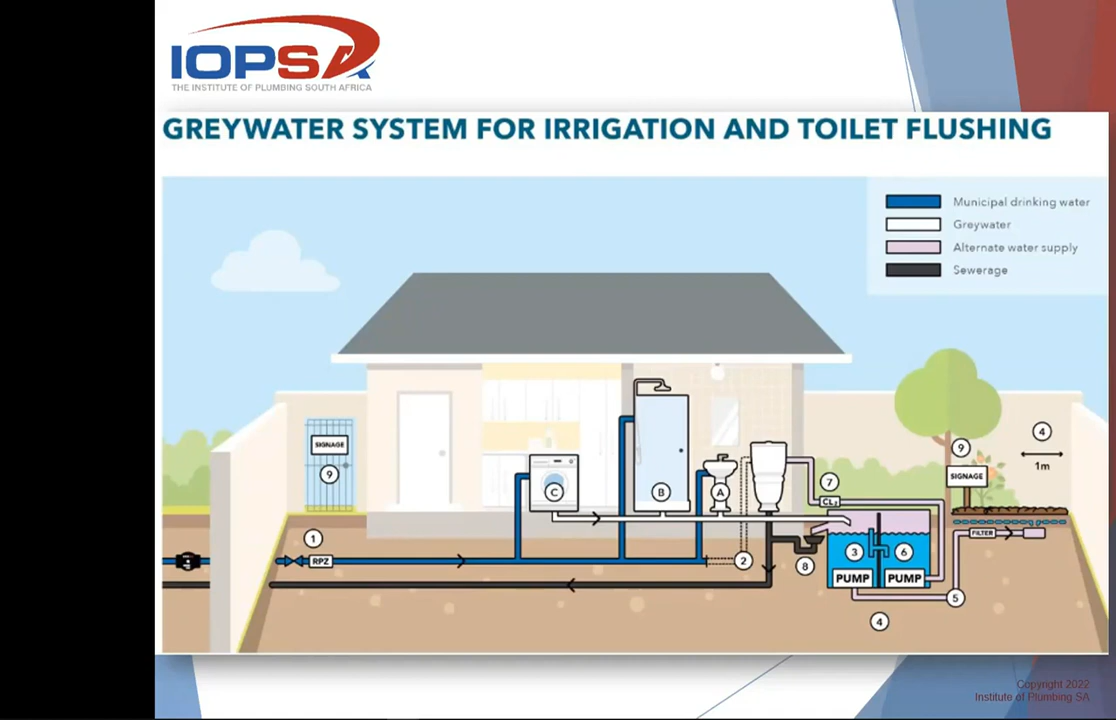 IOPSA
THE INSTITUTE OF PLUMBING SOUTH AFRICA
GREYWATER SYSTEM FOR IRRIGATION AND TOILET FLUSHING
Municipal drinking water
Greywater
Alternate water supply
Sewerage
SIGNAGE
9
C
B
A
7
CL2
9
SIGNAGE
4
1m
1
RPZ
2
8
3
6
PUMP
PUMP
FILTER
5
4
Copyright 2022
Institute of Plumbing SA